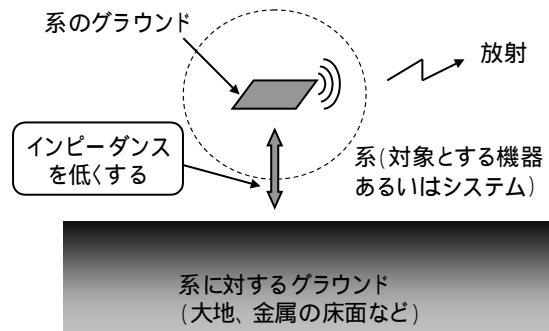 系のグラウンド
放射
インピーダンス
を低くする
系(対象とする機器
あるいはシステム)
系に対するグラウンド
(大地、金属の床面など)